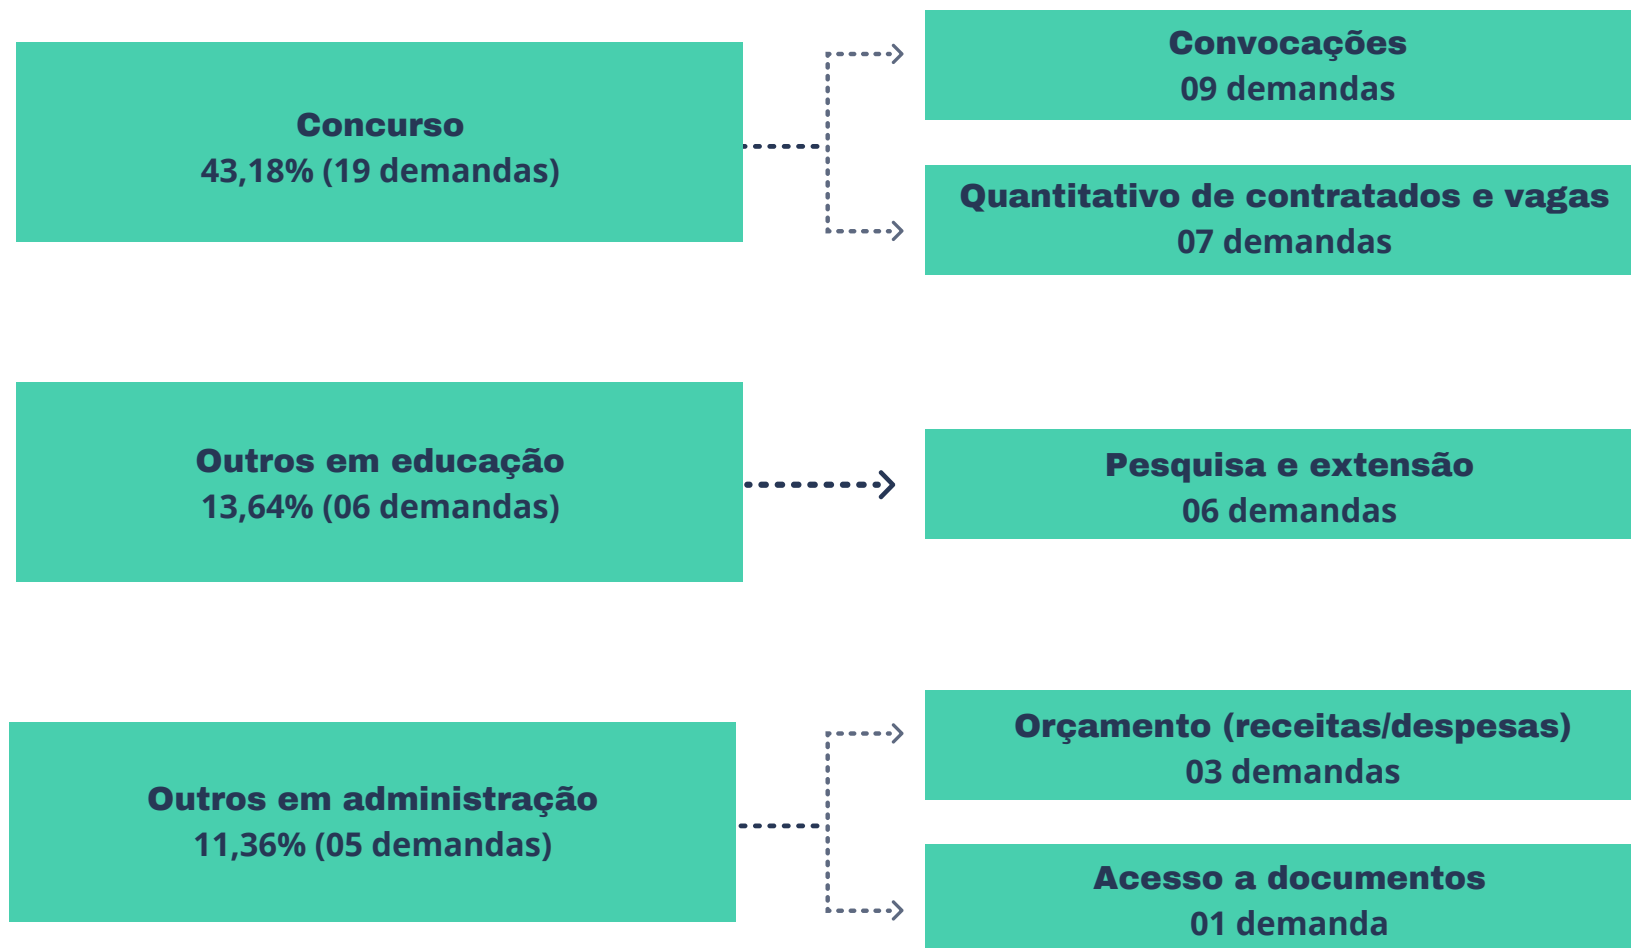 Concurso
43,18% (19 demandas)
Convocações
09 demandas
Quantitativo de contratados e vagas
07 demandas
Outros em educação
13,64% (06 demandas)
Pesquisa e extensão
06 demandas
Outros em administração
11,36% (05 demandas)
Orçamento (receitas/despesas)
03 demandas
Acesso a documentos
01 demanda